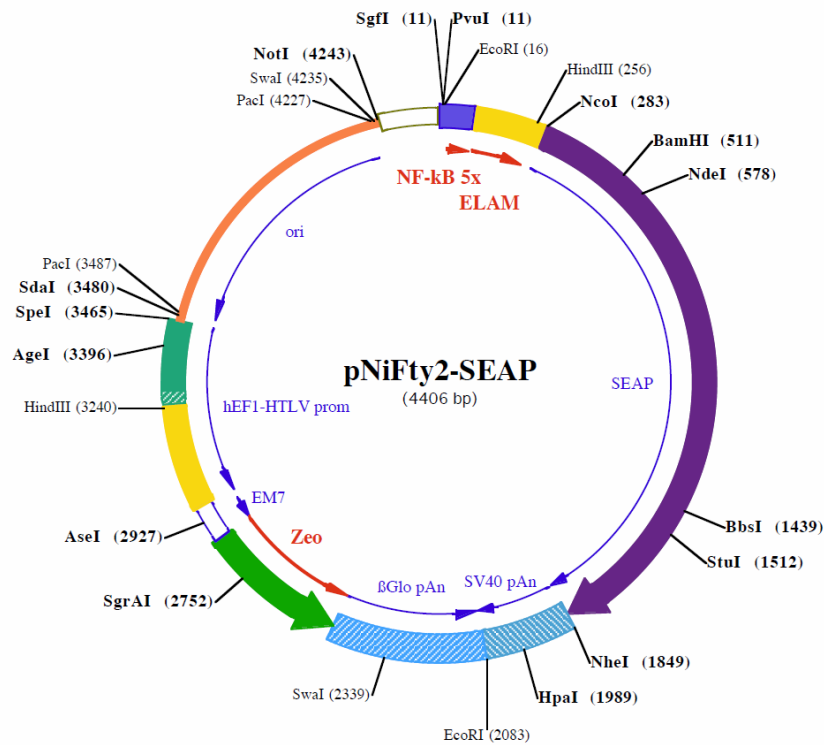 SgfI (11) PvuI (11)
EcoRI (16)
NotI (4243)
SwaI (4235)
PacI (4227)
HindIII (256)
NcoI (283)
BamHI (511)
NdeI (578)
NF-kB 5x
ELAM
ori
PacI (3487)
SdaI (3480)
SpeI (3465)
AgeI (3396)
HindIII (3240)
pNiFty2-SEAP
(4406 bp)
SEAP
hEF1-HTLV prom
EM7
Zeo
AseI (2927)
SgrAI (2752)
BbsI (1439)
StuI (1512)
ßGlo pAn
SV40 pAn
NheI (1849)
HpaI (1989)
SwaI (2339)
EcoRI (2083)